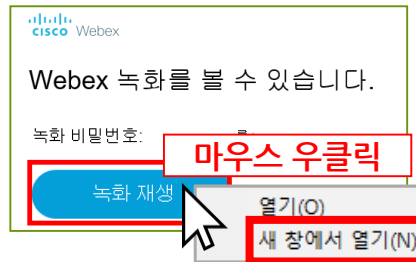 cisco Webex
Webex 녹화를 볼 수 있습니다.
녹화 비밀번호:
마우스 우클릭
녹화 재생
열기(O)
새 창에서 열기(N)